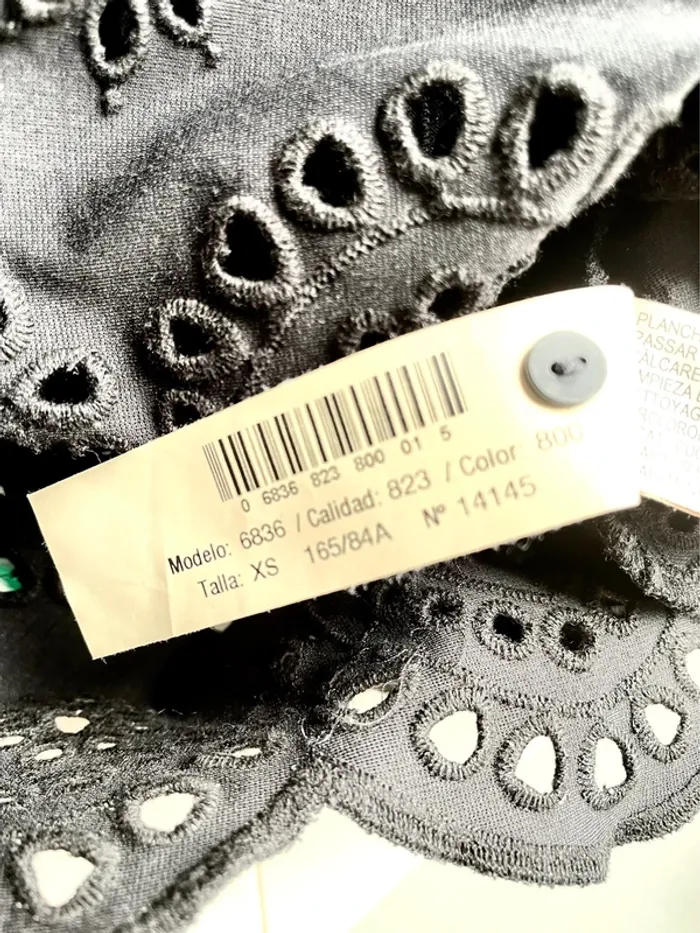 0 6836 823 800 01 5
Modelo: 6836 / Calidad: 823 / Color: 800
Talla: XS 165/84A Nº 14145
PLANCH
PASSAR